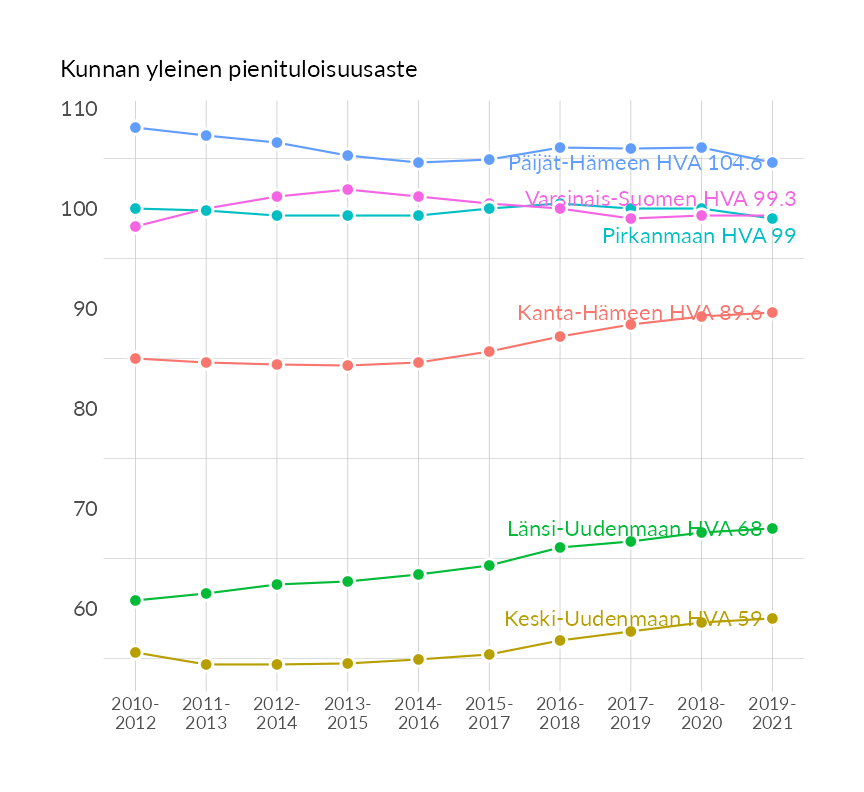 Kunnan yleinen pienituloisuusaste
110
Päijät-Hämeen HVA 104.6
Varsinais-Suomen HVA 99.3
100
Pirkanmaan HVA 99
90
Kanta-Hämeen HVA 89.6
80
70
Länsi-Uudenmaan HVA 68
60
Keski-Uudenmaan HVA 59
2010- 2011- 2012- 2013- 2014- 2015- 2016- 2017- 2018- 2019-
2012 2013 2014 2015 2016 2017 2018 2019 2020 2021